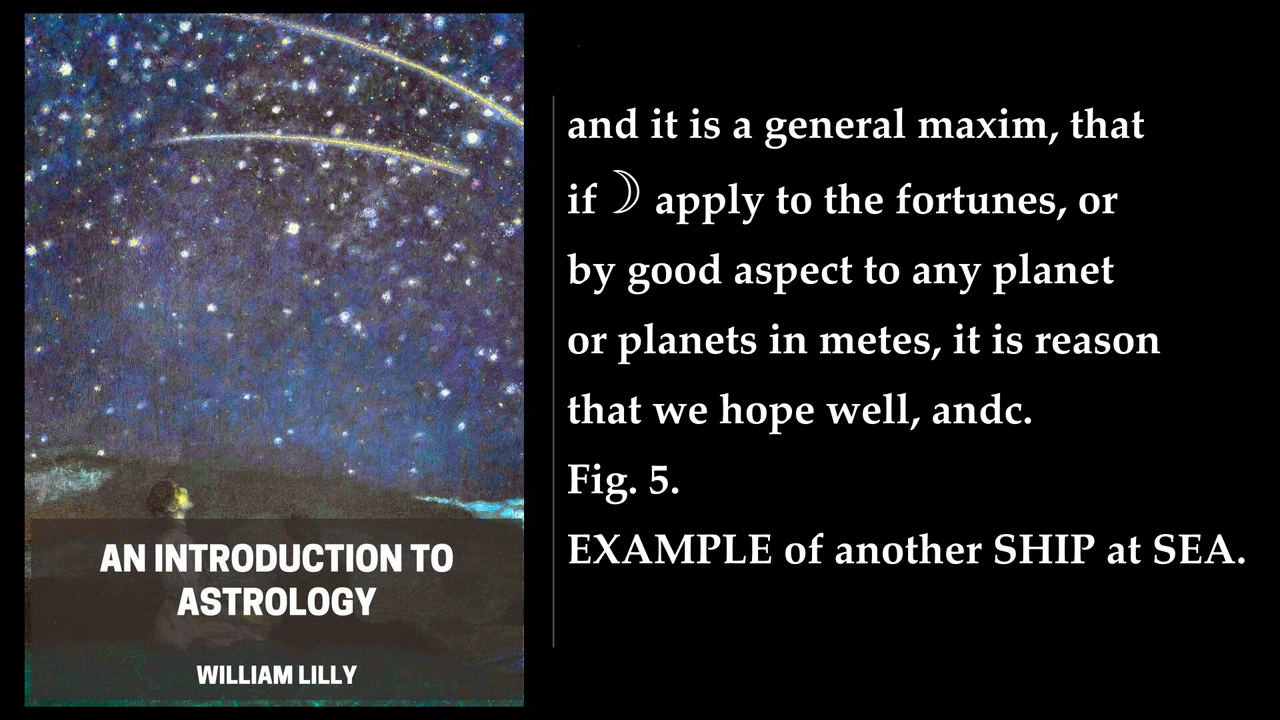 AN INTRODUCTION TO
ASTROLOGY
WILLIAM LILLY
and it is a general maxim, that
if ☽ apply to the fortunes, or
by good aspect to any planet
or planets in metes, it is reason
that we hope well, andc.
Fig. 5.
EXAMPLE of another SHIP at SEA.